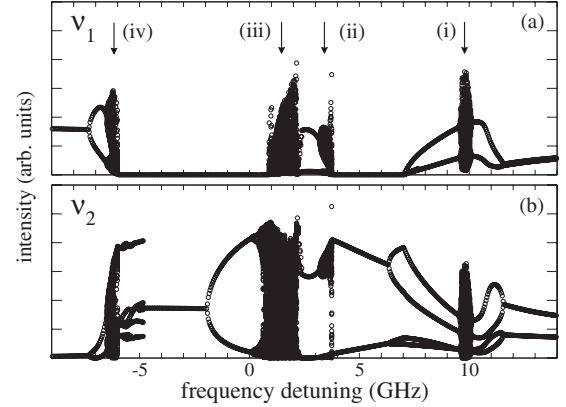 ν1
(iv)
(iii)
(ii)
(i)
(a)
intensity (arb. units)
ν2
(b)
-5
0
5
10
frequency detuning (GHz)